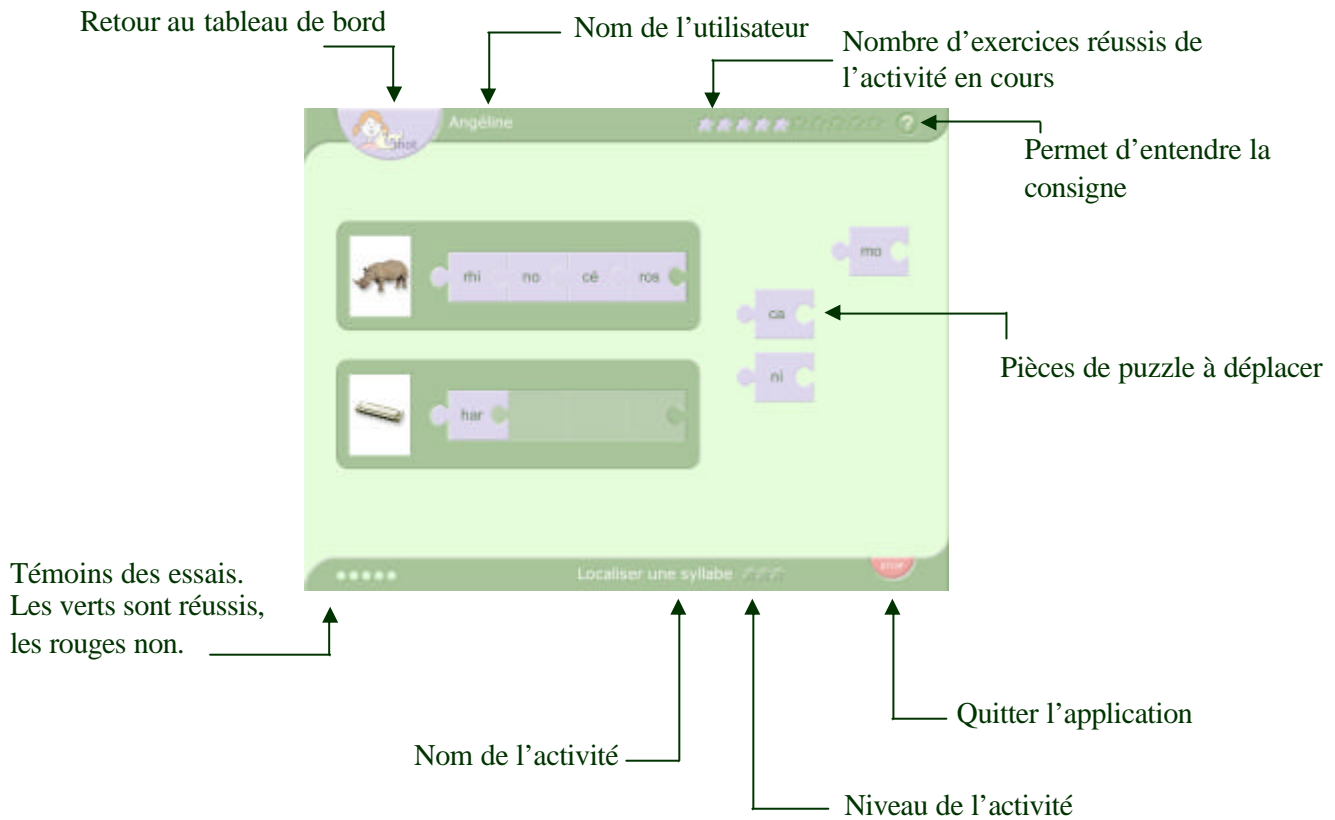 Retour au tableau de bord
Nom de l’utilisateur
Nombre d’exercices réussis de
l’activité en cours
Angéline
mot
?
Permet d’entendre la
consigne
mo
rhi no cé ros
ca
Pièces de puzzle à déplacer
ni
har
Témoins des essais.
Les verts sont réussis,
les rouges non.
Localiser une syllabe
STOP
Quitter l’application
Nom de l’activité
Niveau de l’activité